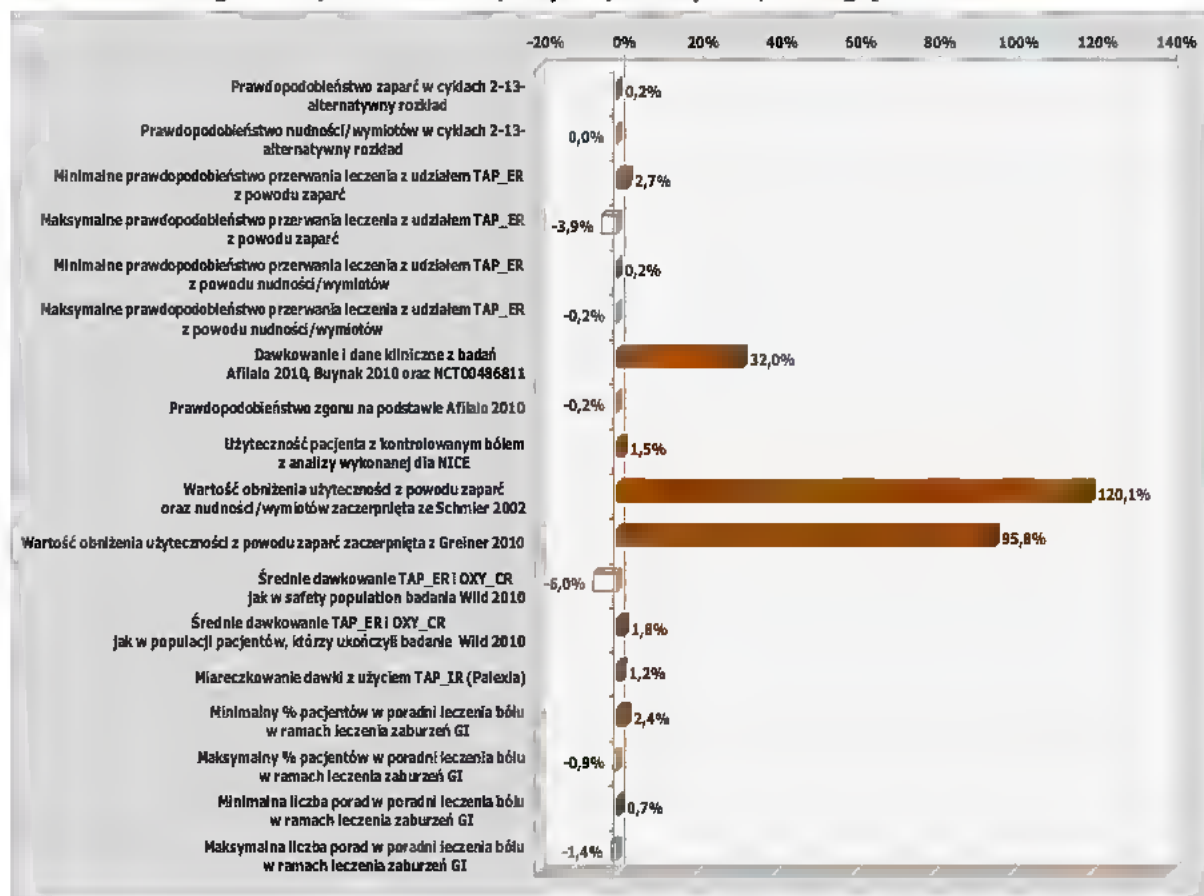 -20% 0% 20% 40% 60% 80% 100% 120% 140%
Prawdopodobieństwo zaparć w cyklach 2-13-
alternatywny rozkład
0,2%
Prawdopodobieństwo nudności/wymiotów w cyklach 2-13-
alternatywny rozkład
0,0%
Minimalne prawdopodobieństwo przerwania leczenia z udziałem TAP_ER
z powodu zaparć
2,7%
Maksymalne prawdopodobieństwo przerwania leczenia z udziałem TAP_ER
z powodu zaparć
-3,9%
Minimalne prawdopodobieństwo przerwania leczenia z udziałem TAP_ER
z powodu nudności/wymiotów
0,2%
Maksymalne prawdopodobieństwo przerwania leczenia z udziałem TAP_ER
z powodu nudności/wymiotów
-0,2%
Dawkowanie i dane kliniczne z badań
Afilalo 2010, Buynak 2010 oraz NCT00486811
32,0%
Prawdopodobieństwo zgonu na podstawie Afilalo 2010
-0,2%
Użyteczność pacjenta z kontrolowanym bólem
z analizy wykonanej dla NICE
1,5%
Wartość obniżenia użyteczności z powodu zaparć
oraz nudności/wymiotów zaczerpnięta ze Schmier 2002
120,1%
Wartość obniżenia użyteczności z powodu zaparć zaczerpnięta z Greiner 2010
95,8%
Średnie dawkowanie TAP_ER i OXY_CR
jak w safety population badania Wild 2010
-6,0%
Średnie dawkowanie TAP_ER i OXY_CR
jak w populacji pacjentów, którzy ukończyli badanie Wild 2010
1,8%
Miareczkowanie dawki z użyciem TAP_IR (Palexia)
1,2%
Minimalny % pacjentów w poradni leczenia bólu
w ramach leczenia zaburzeń GI
2,4%
Maksymalny % pacjentów w poradni leczenia bólu
w ramach leczenia zaburzeń GI
-0,9%
Minimalna liczba porad w poradni leczenia bólu
w ramach leczenia zaburzeń GI
0,7%
Maksymalna liczba porad w poradni leczenia bólu
w ramach leczenia zaburzeń GI
-1,4%